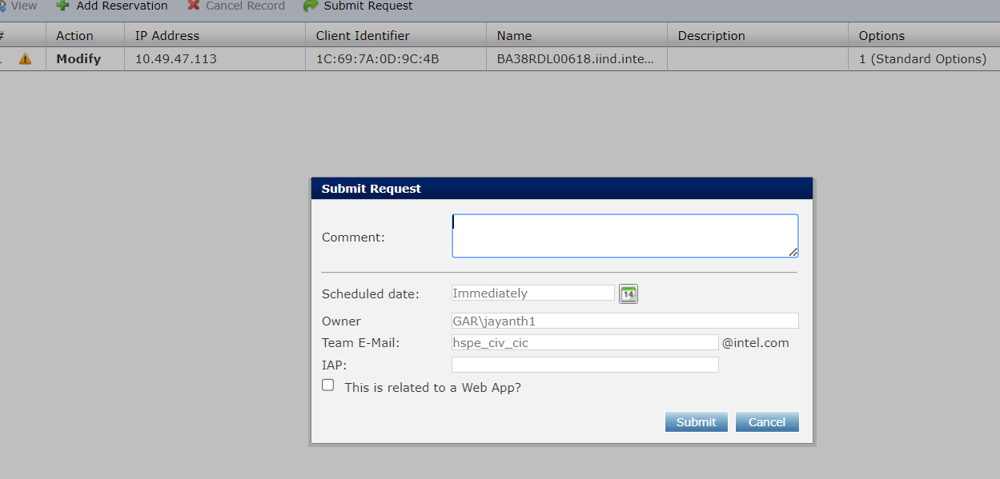 View Add Reservation Cancel Record Submit Request
# Action IP Address Client Identifier Name Description Options
Modify 10.49.47.113 1C:69:7A:0D:9C:4B BA38RDL00618.iind.inte... 1 (Standard Options)
Submit Request
Comment:
Scheduled date: Immediately 14
Owner GAR\jayanth1
Team E-Mail: hspe_civ_cic @intel.com
IAP:
This is related to a Web App?
Submit Cancel